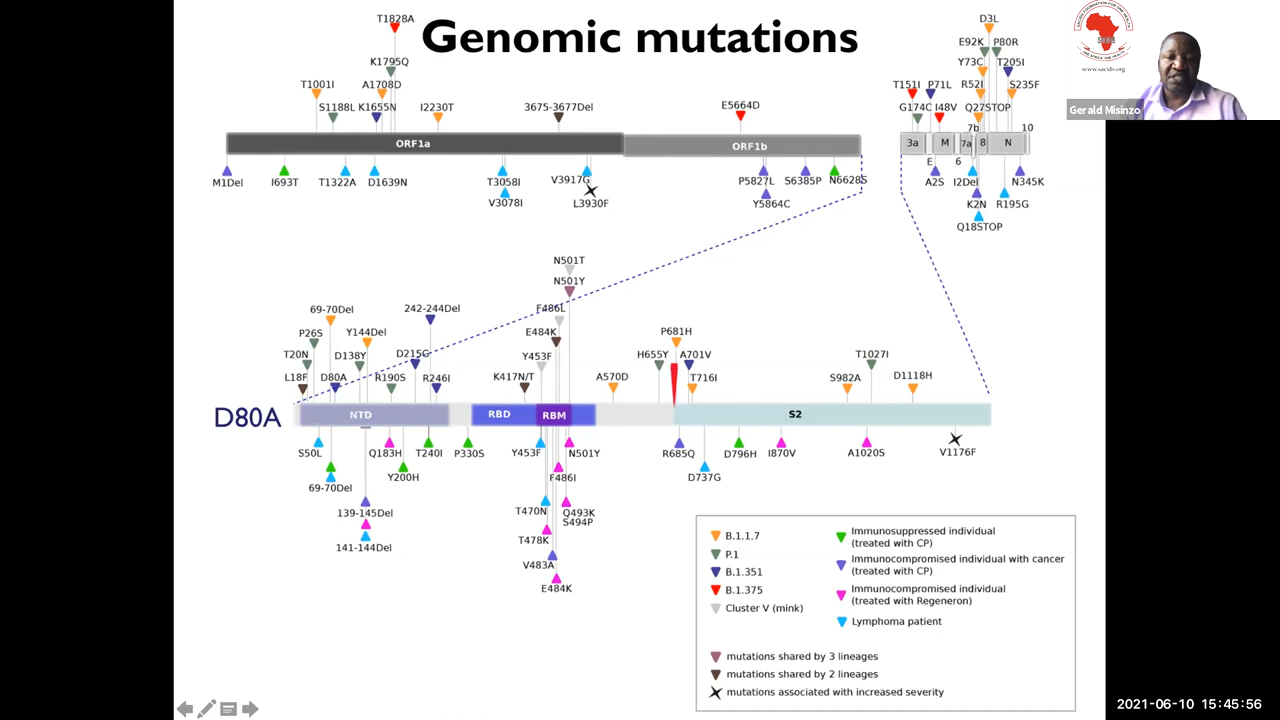 Genomic mutations
T1828A
K1795Q
T1001I
A1708D
S1188L
K1655N
I2230T
3675-3677Del
E5664D
ORF1a
ORF1b
M1Del
I693T
T1322A
D1639N
T3058I
V3078I
V3917G
L3930F
P5827L
Y5864C
S6385P
N6628S
D3L
E92K
P80R
Y73C
T205I
T151I
P71L
R52I
S235F
G174C
I48V
Q27STOP
7b
10
3a
M
7a
8
N
E
6
A2S
I2Del
N345K
K2N
R195G
Q18STOP
www.sacids.org
Gerald Misinzo
N501T
N501Y
F486L
E484K
Y453F
K417N/T
69-70Del
242-244Del
P26S
Y144Del
T20N
D138Y
D215G
L18F
D80A
R190S
R246I
A570D
P681H
H655Y
A701V
T716I
T1027I
S982A
D1118H
D80A
NTD
RBD
RBM
S2
S50L
69-70Del
Q183H
T240I
Y200H
P330S
139-145Del
141-144Del
Y453F
N501Y
F486I
T470N
Q493K
S494P
T478K
V483A
E484K
R685Q
D737G
D796H
I870V
A1020S
V1176F
B.1.1.7
P.1
B.1.351
B.1.375
Cluster V (mink)
Immunosuppressed individual
(treated with CP)
Immunocompromised individual with cancer
(treated with CP)
Immunocompromised individual
(treated with Regeneron)
Lymphoma patient
mutations shared by 3 lineages
mutations shared by 2 lineages
mutations associated with increased severity
2021-06-10 15:45:56